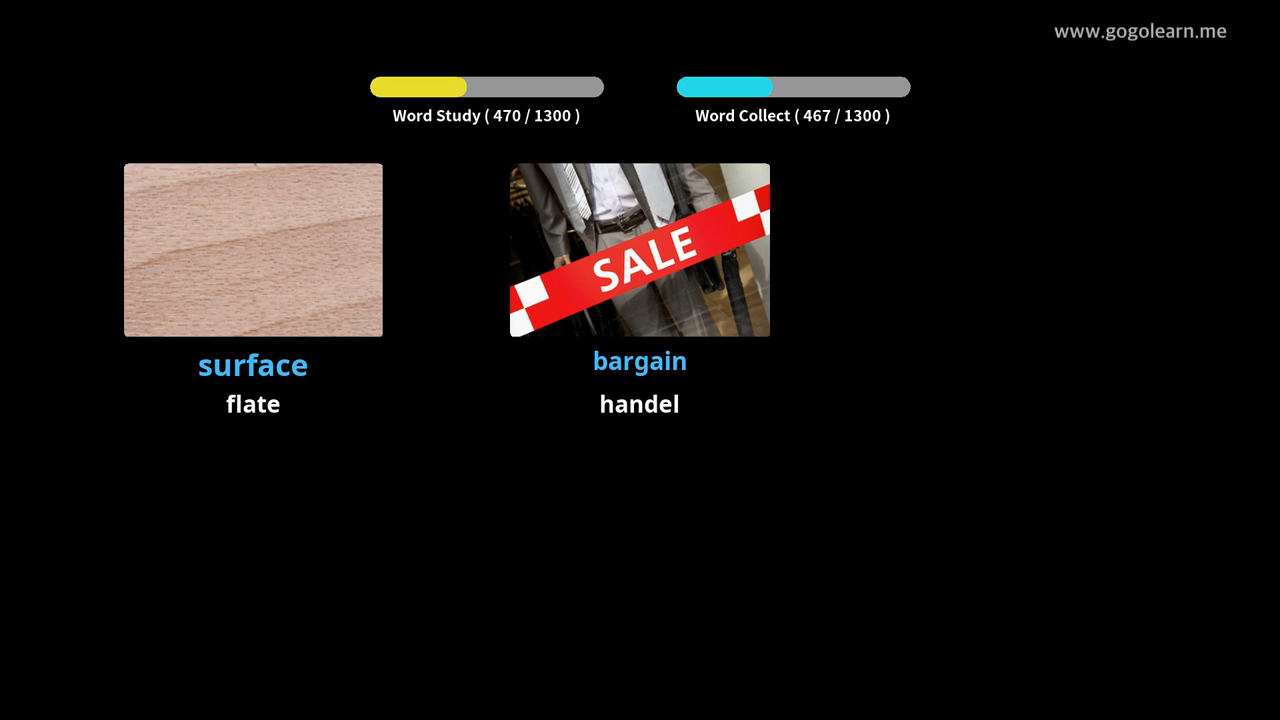 www.gogolearn.me
Word Study ( 470 / 1300 )
Word Collect ( 467 / 1300 )
SALE
surface
flate
bargain
handel